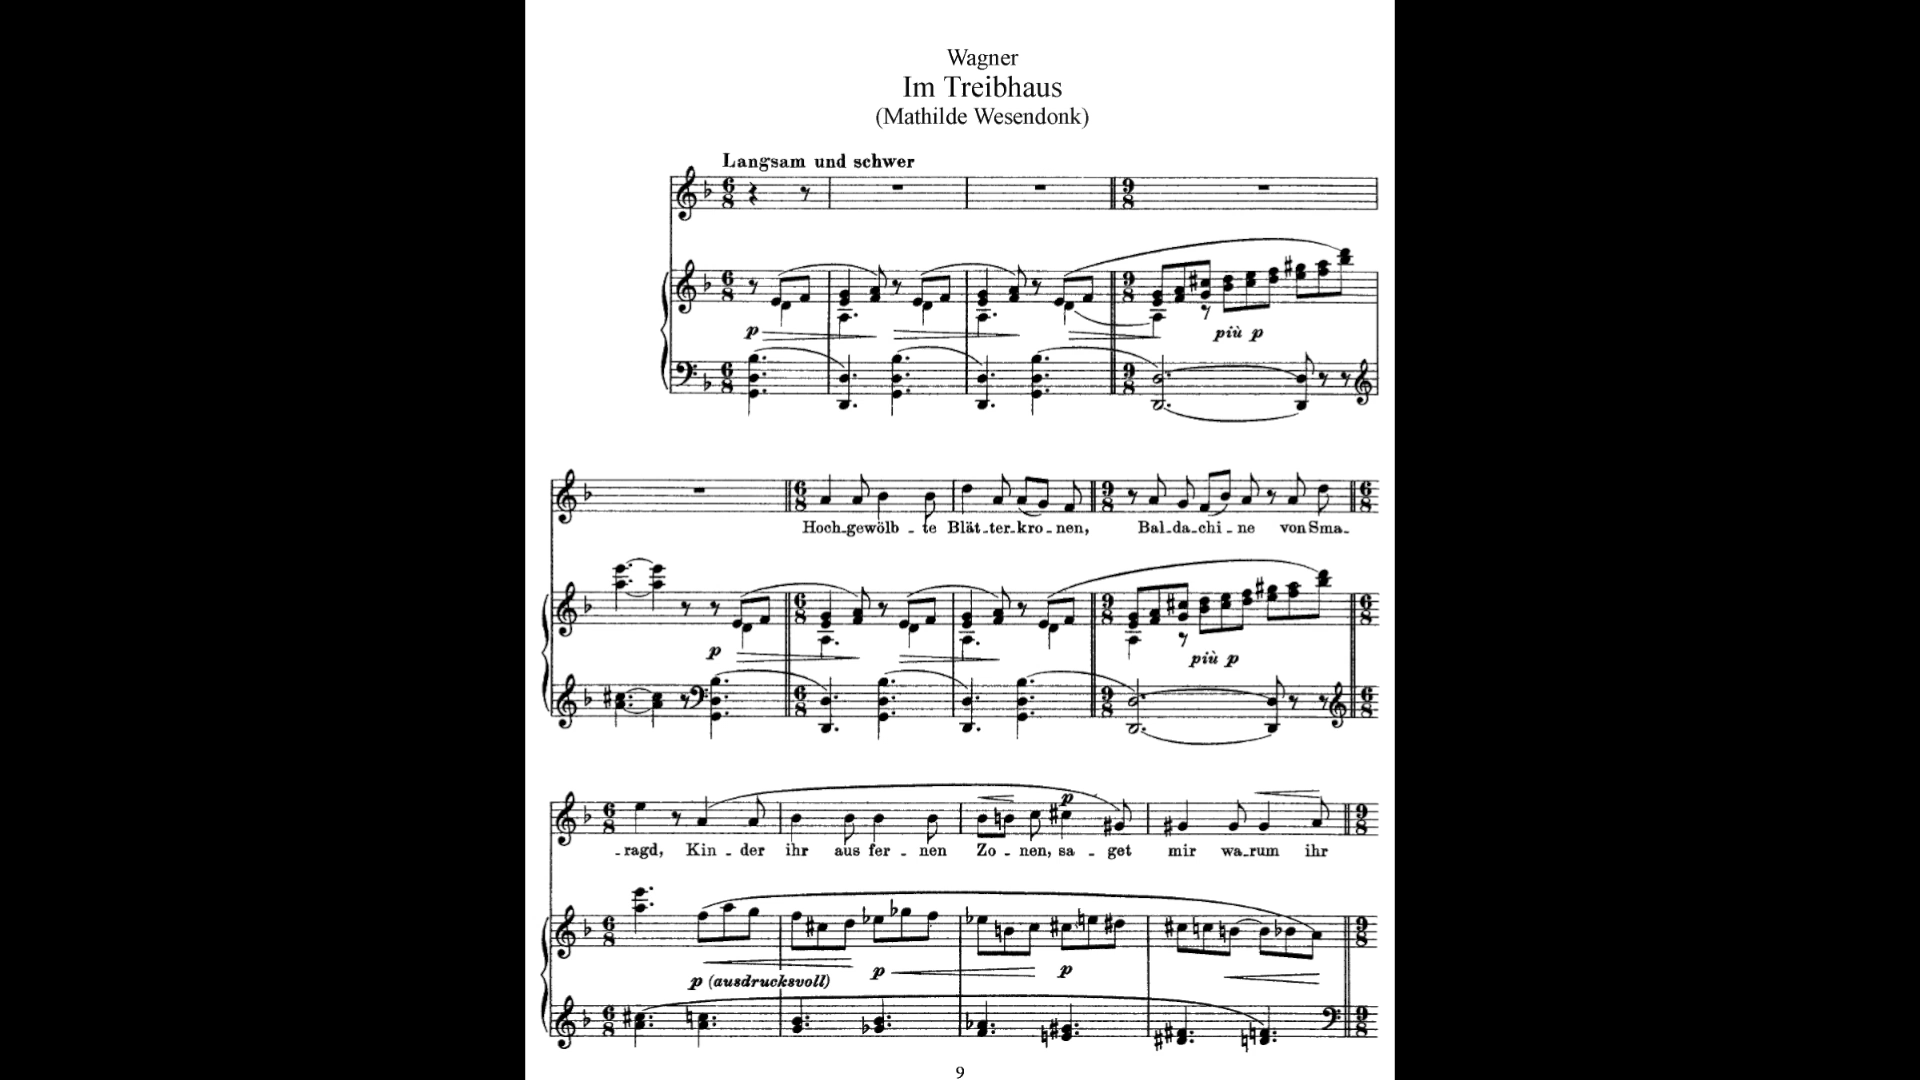 Wagner
Im Treibhaus
(Mathilde Wesendonk)
Langsam und schwer
p
più p
Hoch-gewölb-te Blät-ter-kro-nen, Bal-da-chi-ne von Sma-
p
più p
p
-ragd, Kin-der ihr aus fer-nen Zo-nen, sa-get mir wa-rum ihr
p (ausdrucksvoll) p p
9